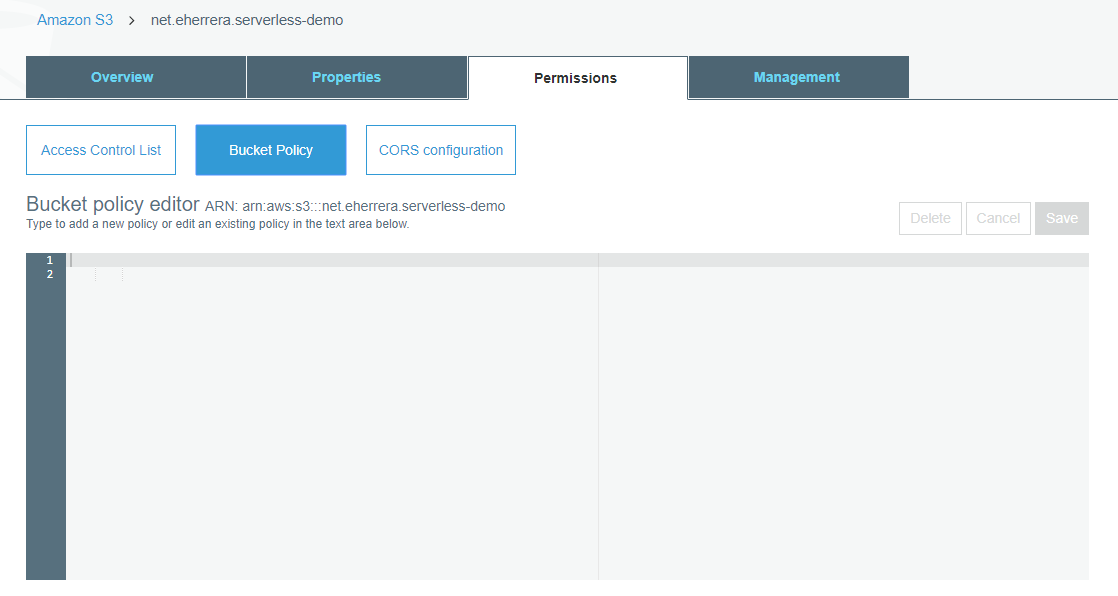 Amazon S3 > net.eherrera.serverless-demo
Overview Properties Permissions Management
Access Control List Bucket Policy CORS configuration
Bucket policy editor ARN: arn:aws:s3:::net.eherrera.serverless-demo
Type to add a new policy or edit an existing policy in the text area below.
Delete Cancel Save
1
2